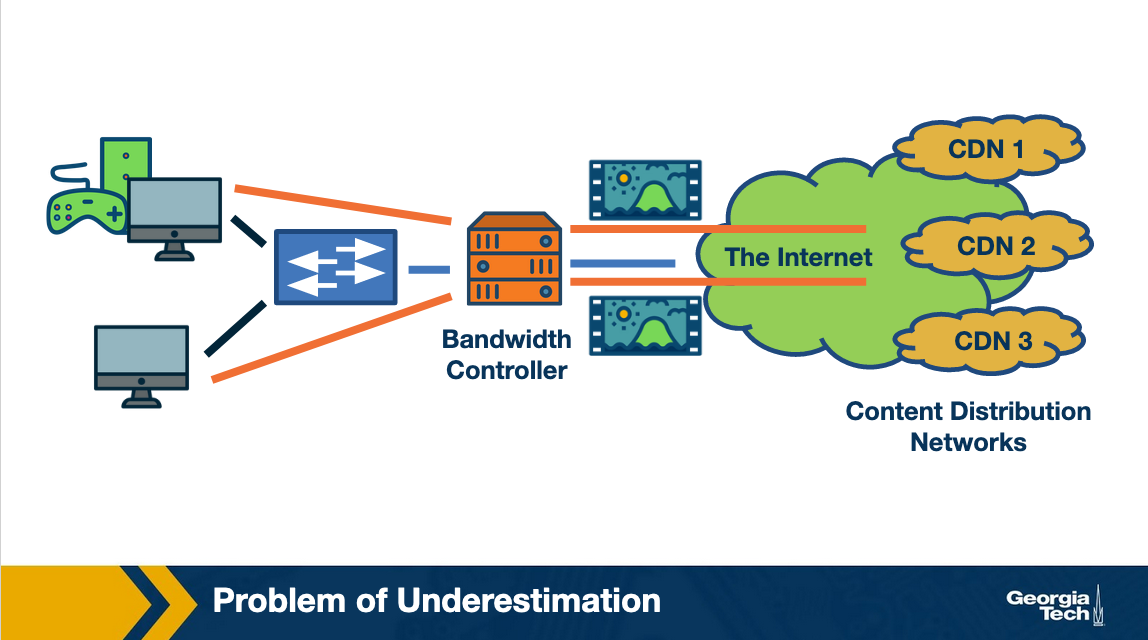 CDN 1
The Internet
CDN 2
Bandwidth
Controller
CDN 3
Content Distribution
Networks
Problem of Underestimation
Georgia
Tech